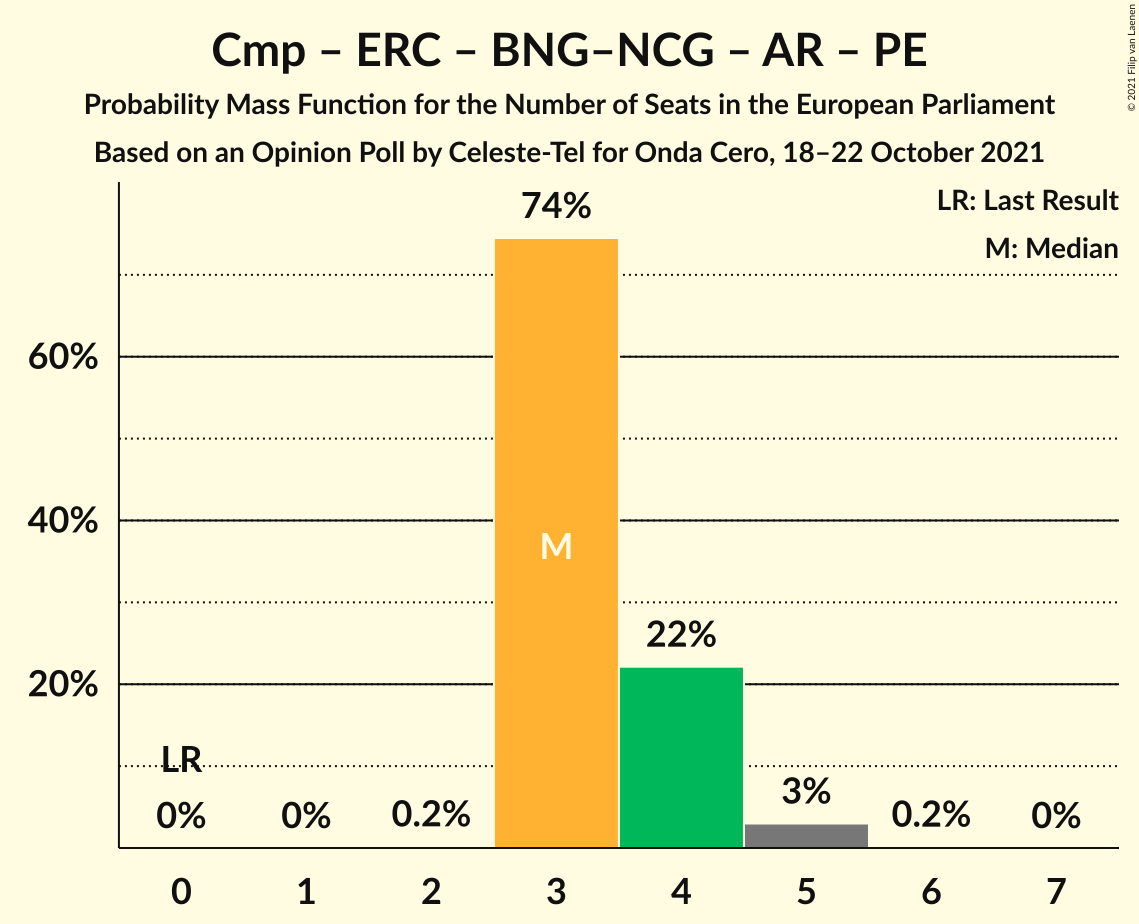 Cmp – ERC – BNG–NCG – AR – PE
Probability Mass Function for the Number of Seats in the European Parliament
Based on an Opinion Poll by Celeste-Tel for Onda Cero, 18–22 October 2021
© 2021 Filip van Laenen
LR: Last Result
M: Median
74%
60%
40%
M
22%
20%
LR
0%
0%
0.2%
3%
0.2%
0%
0 1 2 3 4 5 6 7